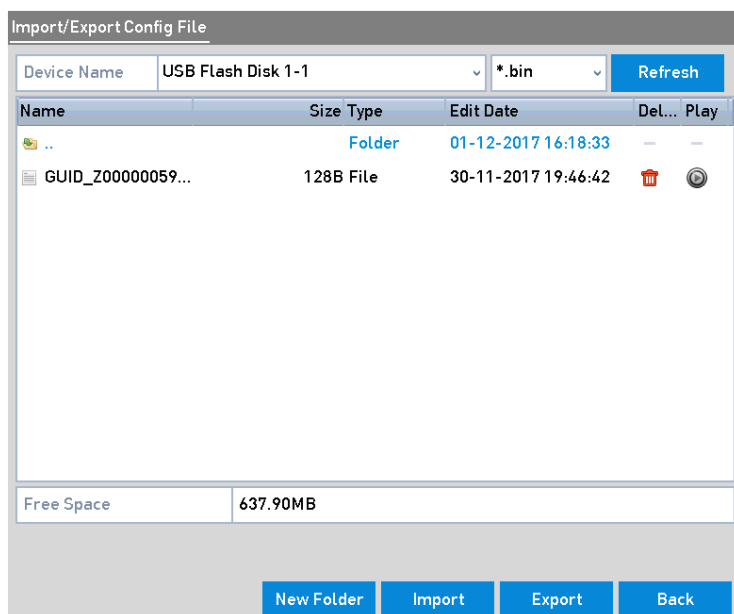 Import/Export Config File
Device Name USB Flash Disk 1-1 *.bin Refresh
Name Size Type Edit Date Del... Play
.. Folder 01-12-2017 16:18:33 — —
GUID_Z00000059... 128B File 30-11-2017 19:46:42
Free Space 637.90MB
New Folder Import Export Back